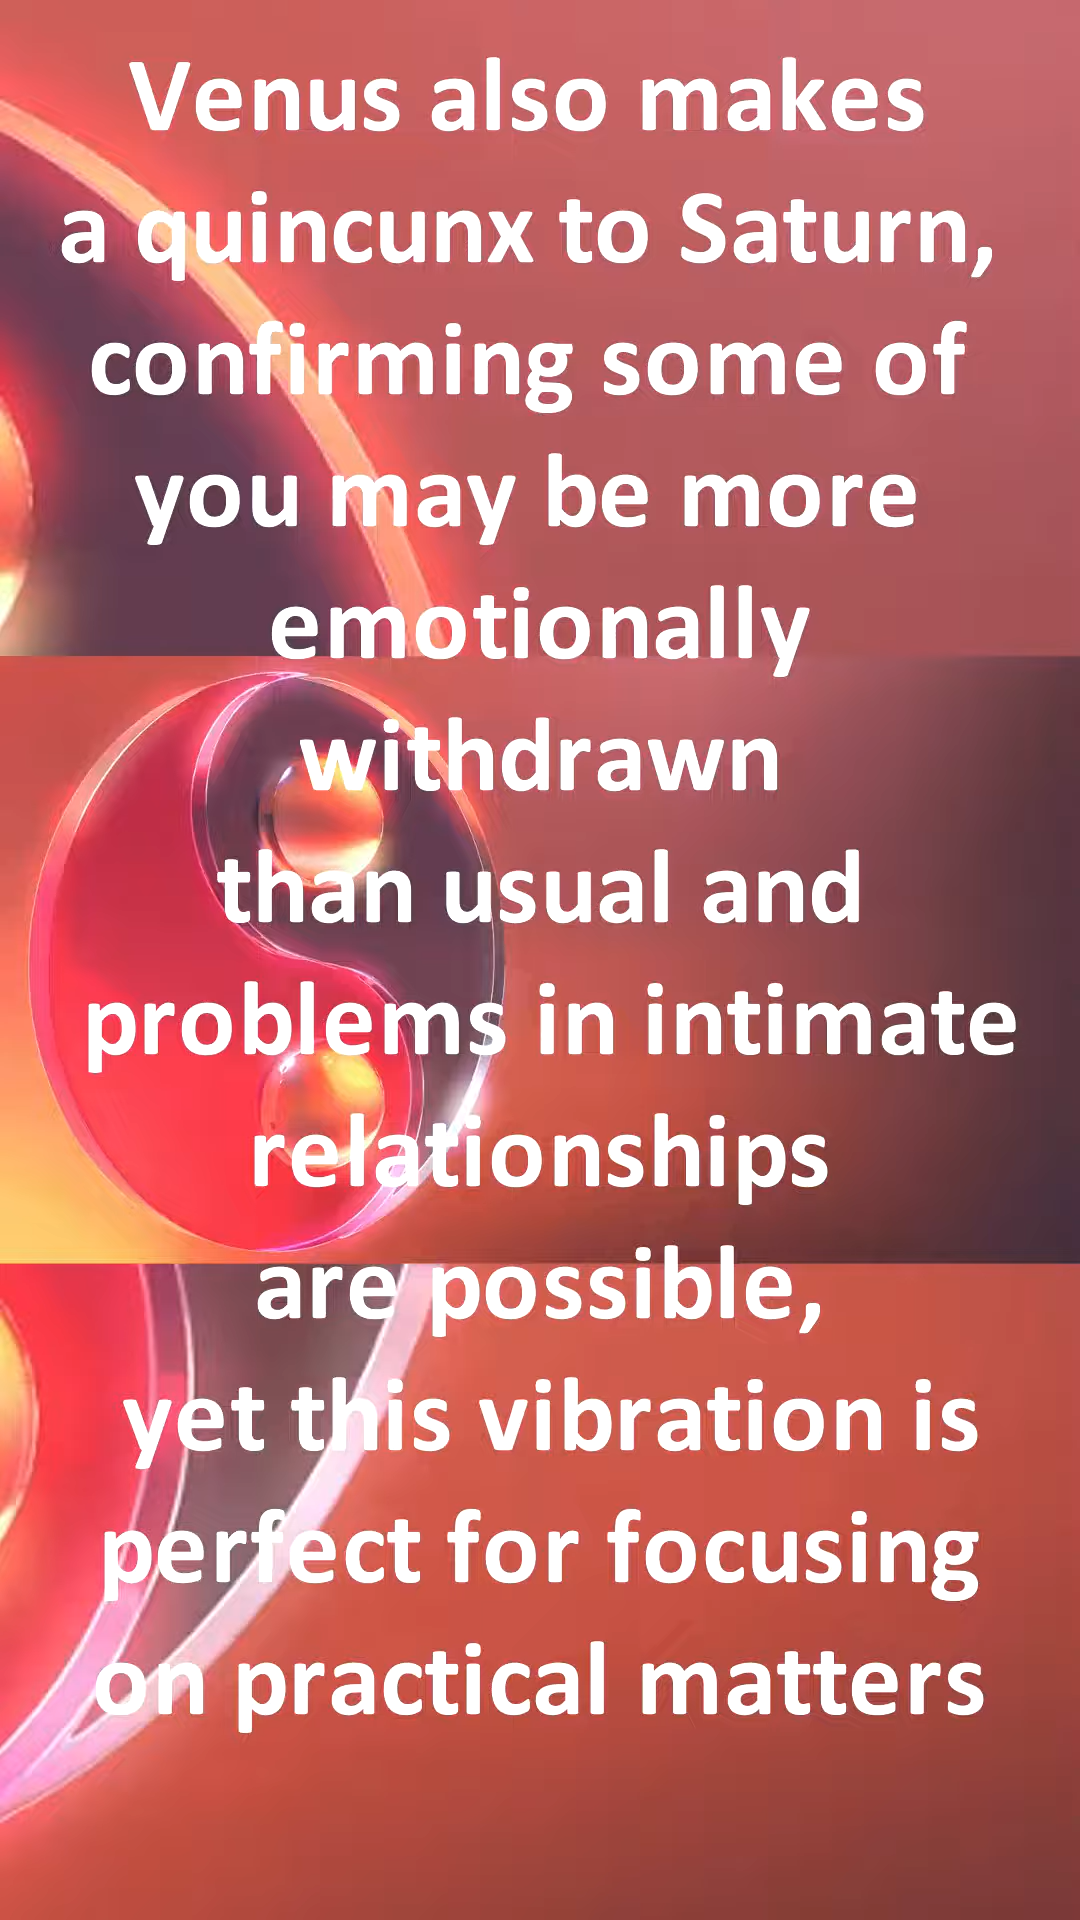 Venus also makes
a quincunx to Saturn,
confirming some of
you may be more
emotionally
withdrawn
than usual and
problems in intimate
relationships
are possible,
yet this vibration is
perfect for focusing
on practical matters